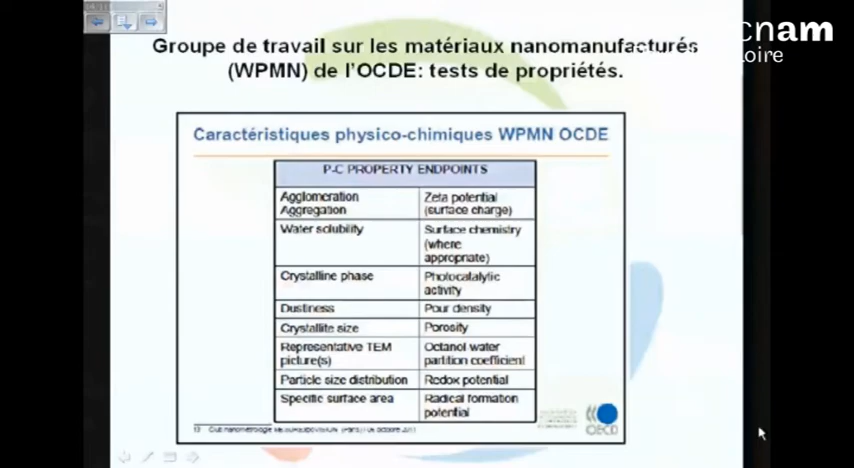 cnam
Loire
Groupe de travail sur les matériaux nanomanufacturés
(WPMN) de l'OCDE: tests de propriétés.
Caractéristiques physico-chimiques WPMN OCDE
P-C PROPERTY ENDPOINTS
Agglomeration
Aggregation
Zeta potential
(surface charge)
Water solubility
Surface chemistry
(where
appropriate)
Crystalline phase
Photocatalytic
activity
Dustiness
Pour density
Crystallite size
Porosity
Representative TEM
picture(s)
Octanol water
partition coefficient
Particle size distribution
Redox potential
Specific surface area
Radical formation
potential
OECD